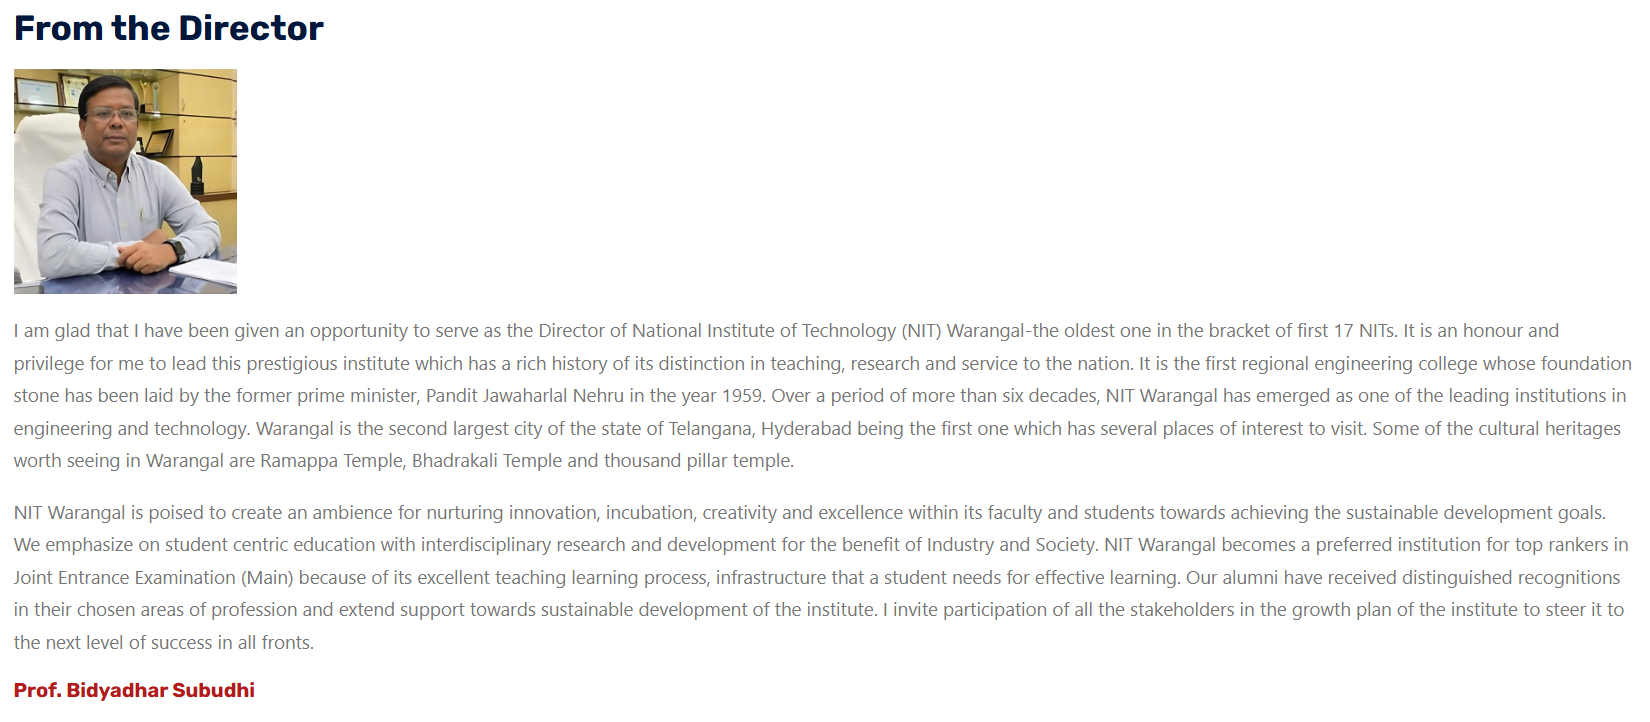 From the Director
I am glad that I have been given an opportunity to serve as the Director of National Institute of Technology (NIT) Warangal-the oldest one in the bracket of first 17 NITs. It is an honour and
privilege for me to lead this prestigious institute which has a rich history of its distinction in teaching, research and service to the nation. It is the first regional engineering college whose foundation
stone has been laid by the former prime minister, Pandit Jawaharlal Nehru in the year 1959. Over a period of more than six decades, NIT Warangal has emerged as one of the leading institutions in
engineering and technology. Warangal is the second largest city of the state of Telangana, Hyderabad being the first one which has several places of interest to visit. Some of the cultural heritages
worth seeing in Warangal are Ramappa Temple, Bhadrakali Temple and thousand pillar temple.
NIT Warangal is poised to create an ambience for nurturing innovation, incubation, creativity and excellence within its faculty and students towards achieving the sustainable development goals.
We emphasize on student centric education with interdisciplinary research and development for the benefit of Industry and Society. NIT Warangal becomes a preferred institution for top rankers in
Joint Entrance Examination (Main) because of its excellent teaching learning process, infrastructure that a student needs for effective learning. Our alumni have received distinguished recognitions
in their chosen areas of profession and extend support towards sustainable development of the institute. I invite participation of all the stakeholders in the growth plan of the institute to steer it to
the next level of success in all fronts.
Prof. Bidyadhar Subudhi